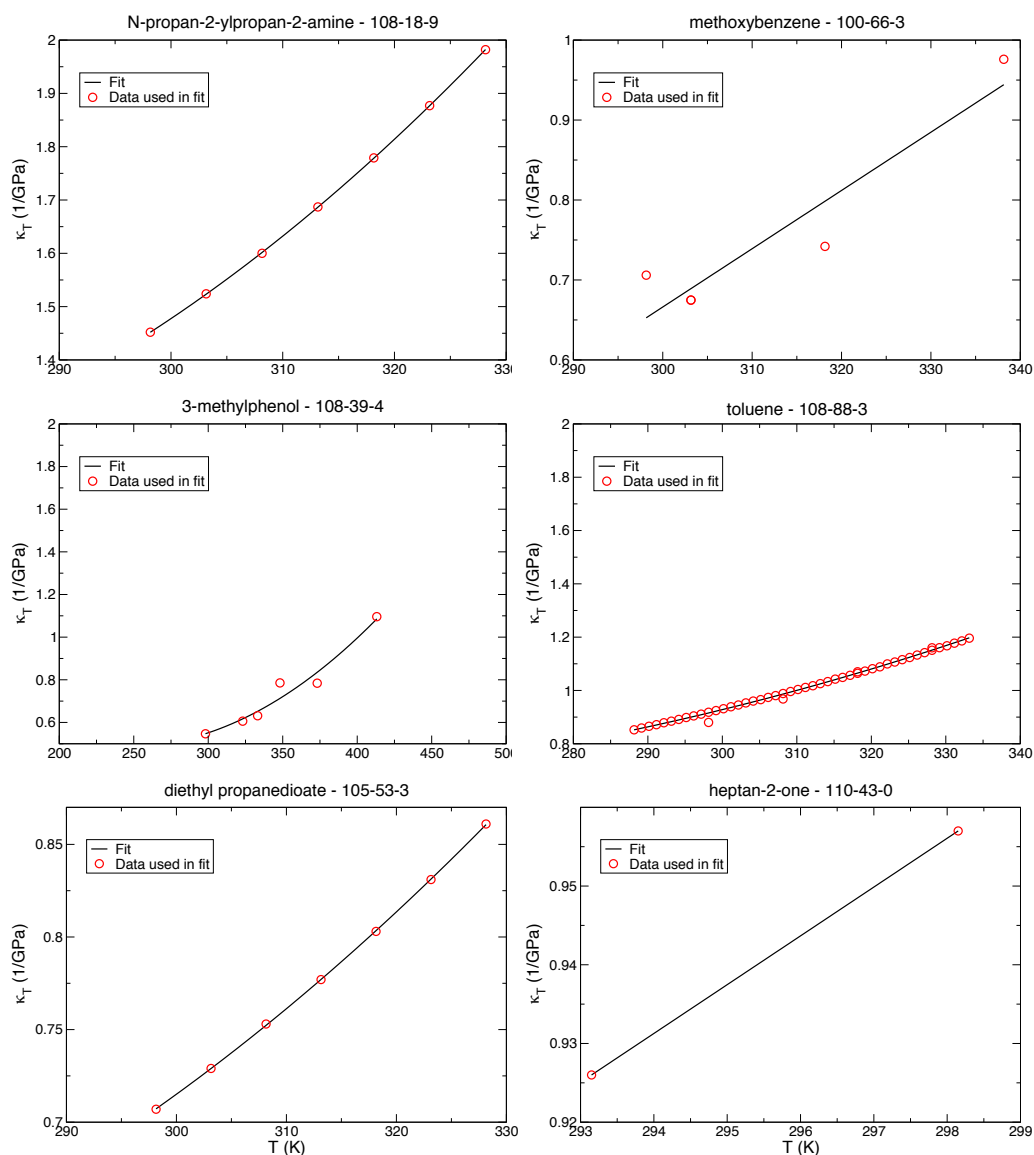 N-propan-2-ylpropan-2-amine - 108-18-9
2
1.9
1.8
1.7
1.6
1.5
1.4
κT (1/GPa)
Fit
Data used in fit
290 300 310 320 330
methoxybenzene - 100-66-3
1
0.9
0.8
0.7
0.6
κT (1/GPa)
Fit
Data used in fit
290 300 310 320 330 340
3-methylphenol - 108-39-4
2
1.8
1.6
1.4
1.2
1
0.8
0.6
κT (1/GPa)
Fit
Data used in fit
200 250 300 350 400 450 500
toluene - 108-88-3
2
1.8
1.6
1.4
1.2
1
0.8
κT (1/GPa)
Fit
Data used in fit
280 290 300 310 320 330 340
diethyl propanedioate - 105-53-3
0.85
0.8
0.75
0.7
κT (1/GPa)
Fit
Data used in fit
290 300 310 320 330
T (K)
heptan-2-one - 110-43-0
0.95
0.94
0.93
0.92
κT (1/GPa)
Fit
Data used in fit
293 294 295 296 297 298 299
T (K)